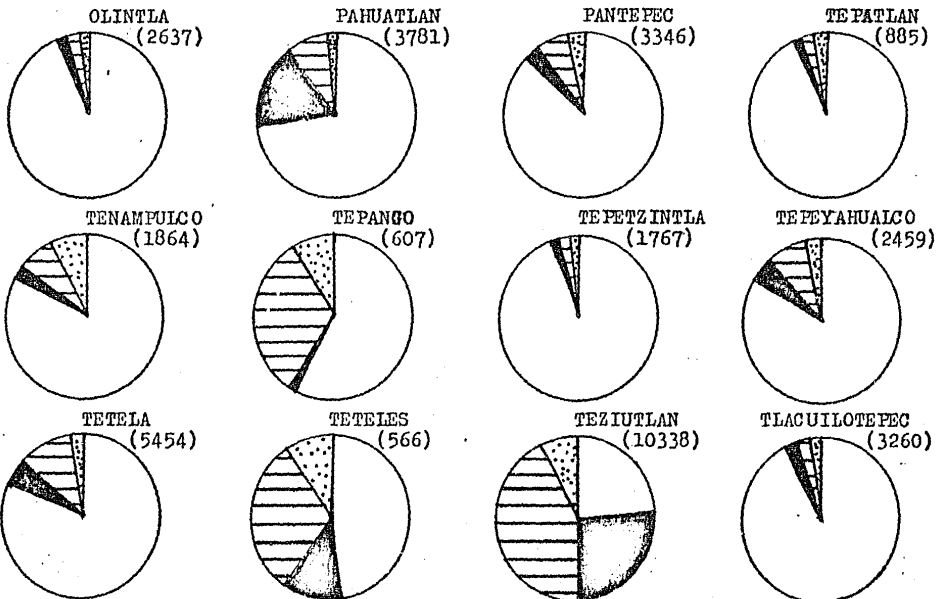 OLINTLA
(2637)
PAHUATLAN
(3781)
PANTEPEC
(3346)
TEPATLAN
(885)
TENAMPULCO
(1864)
TEPANGO
(607)
TEPETZINTLA
(1767)
TEPEYAHUALCO
(2459)
TETELA
(5454)
TETELES
(566)
TEZIUTLAN
(10338)
TLACUILOTEPEC
(3260)